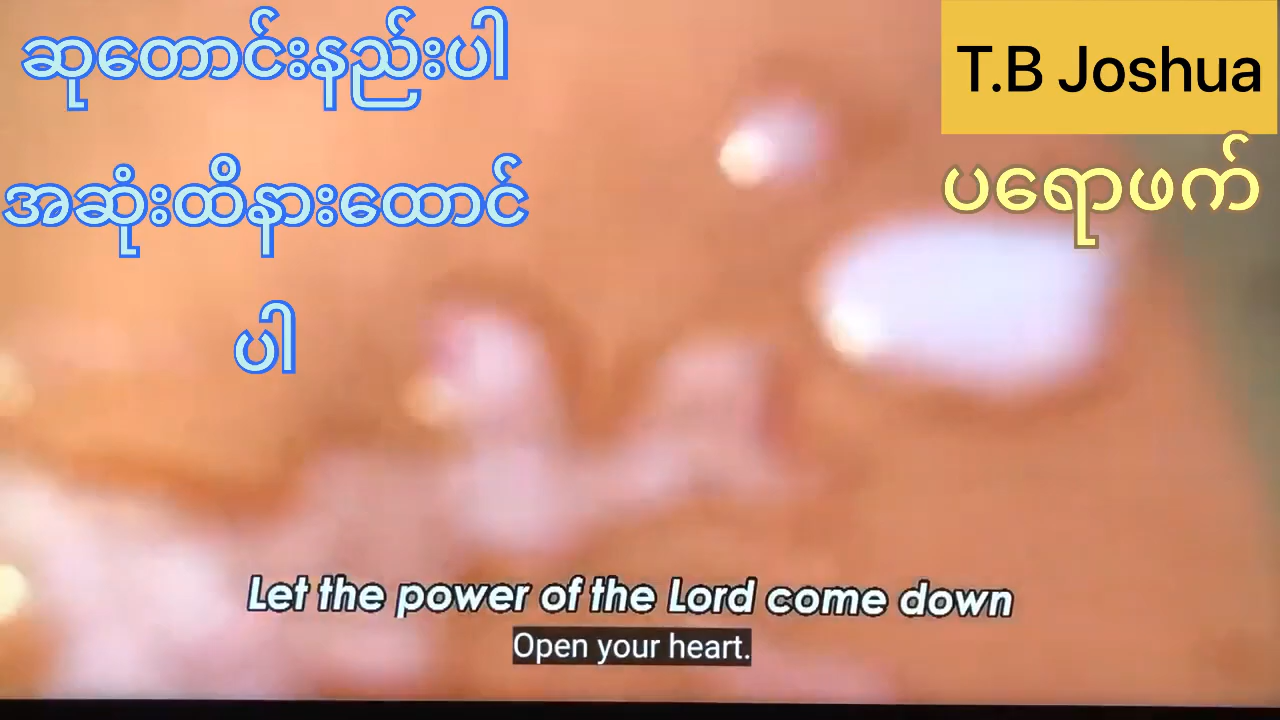 ဆုတောင်းနည်းပါ
အဆုံးထိနားထောင်
ပါ
T.B Joshua
ပရောဖက်
Let the power of the Lord come down
Open your heart.